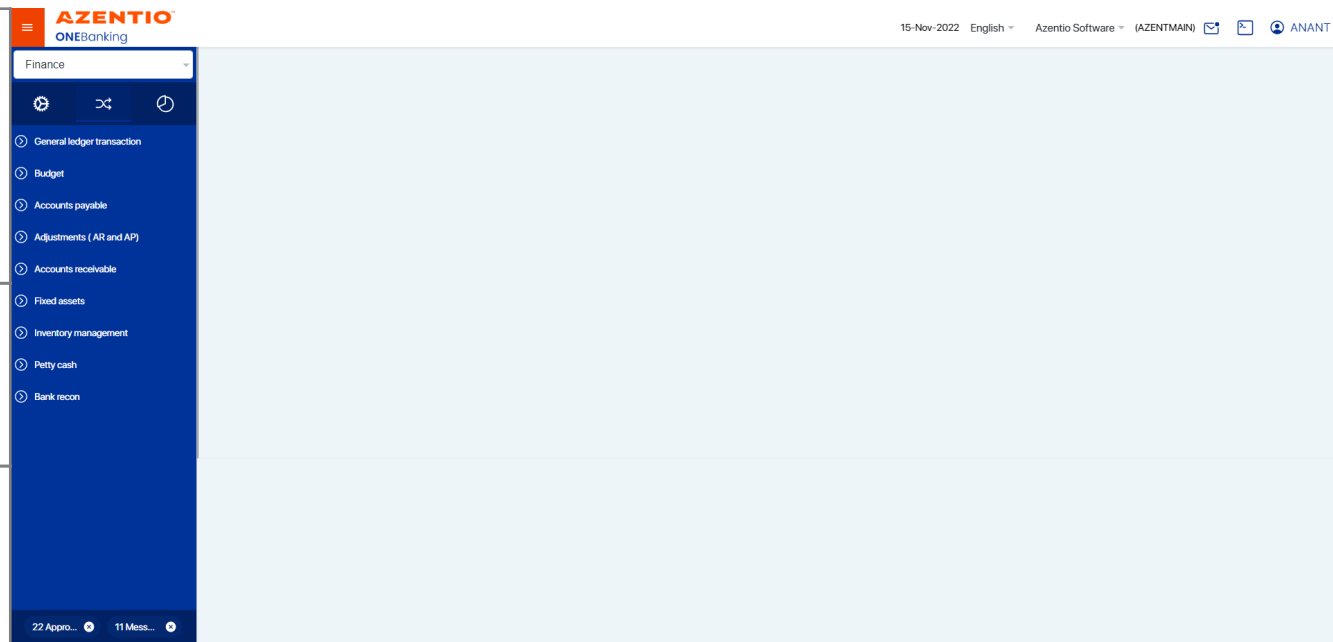 AZENTIO™
ONEBanking
15-Nov-2022 English Azentio Software (AZENTMAIN) ANANT
Finance
General ledger transaction
Budget
Accounts payable
Adjustments ( AR and AP)
Accounts receivable
Fixed assets
Inventory management
Petty cash
Bank recon
22 Appro... 11 Mess...